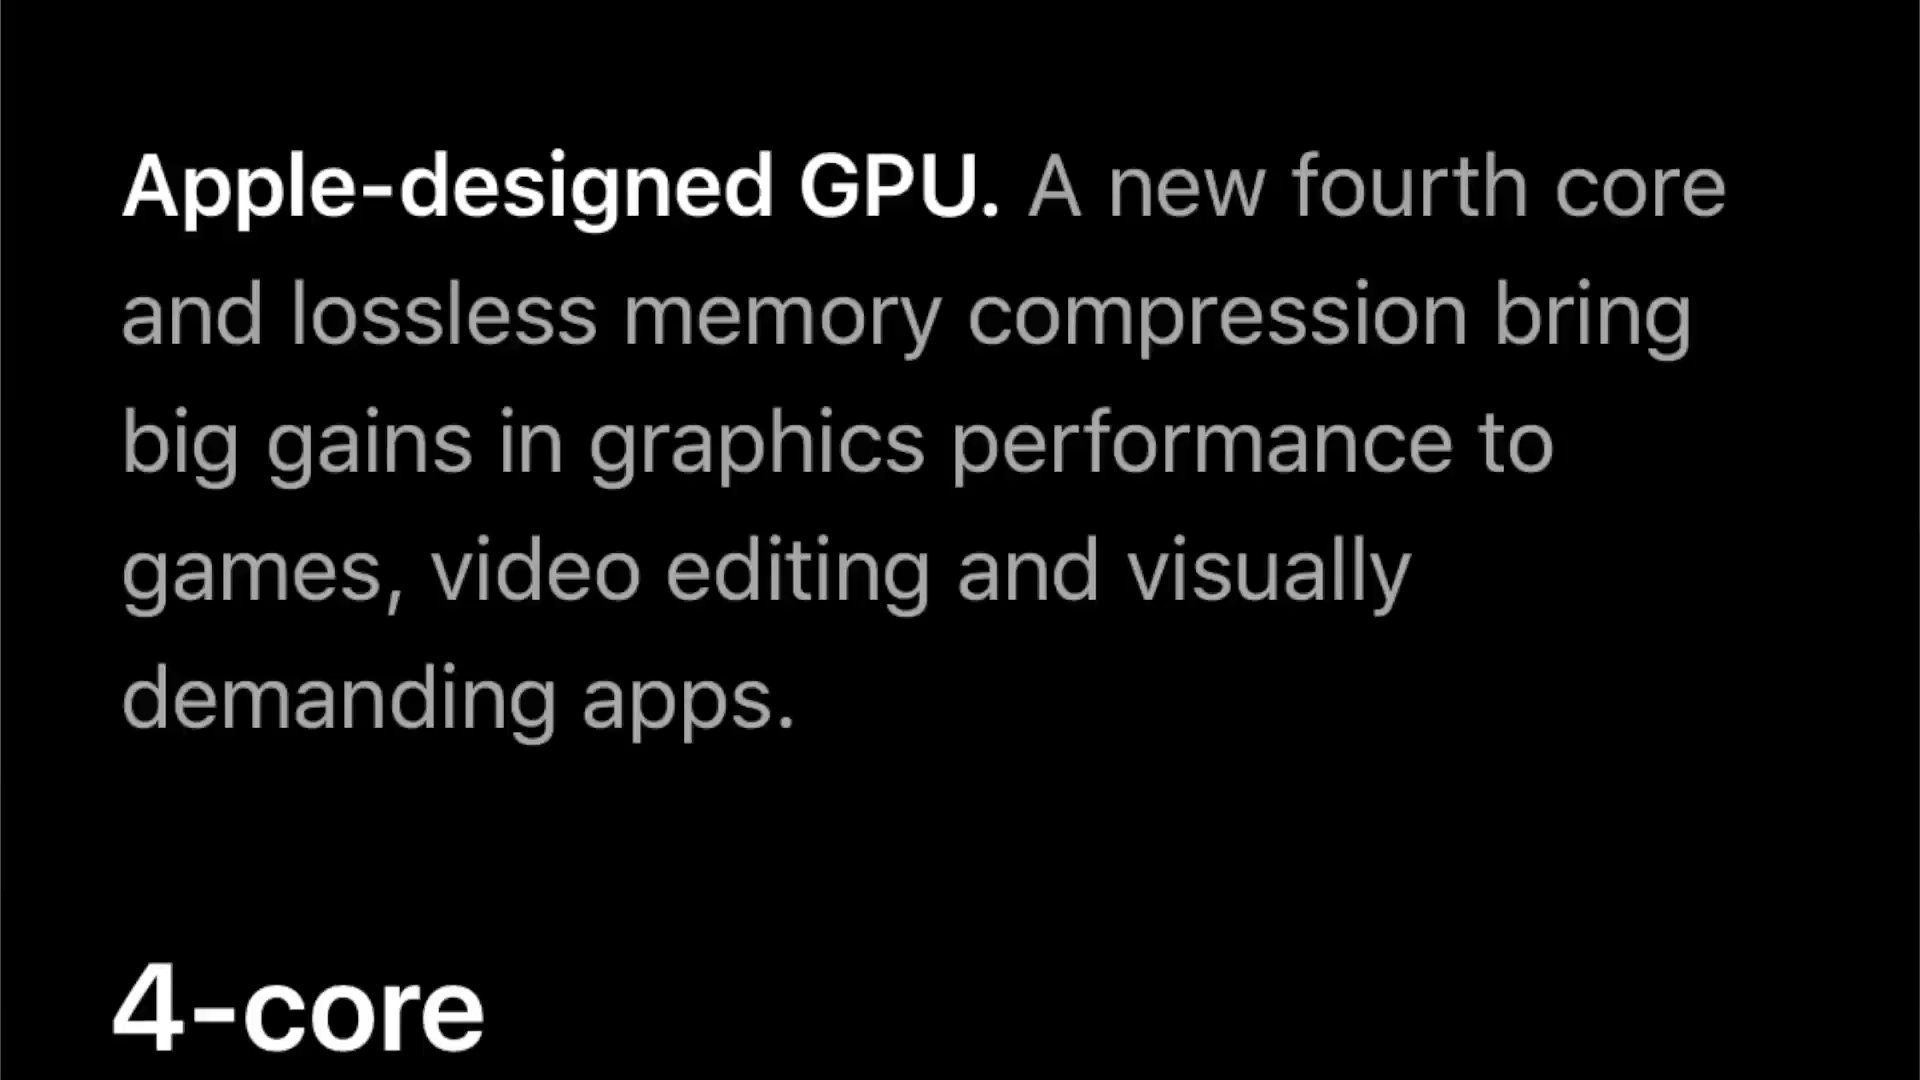 Apple-designed GPU. A new fourth core
and lossless memory compression bring
big gains in graphics performance to
games, video editing and visually
demanding apps.
4-core